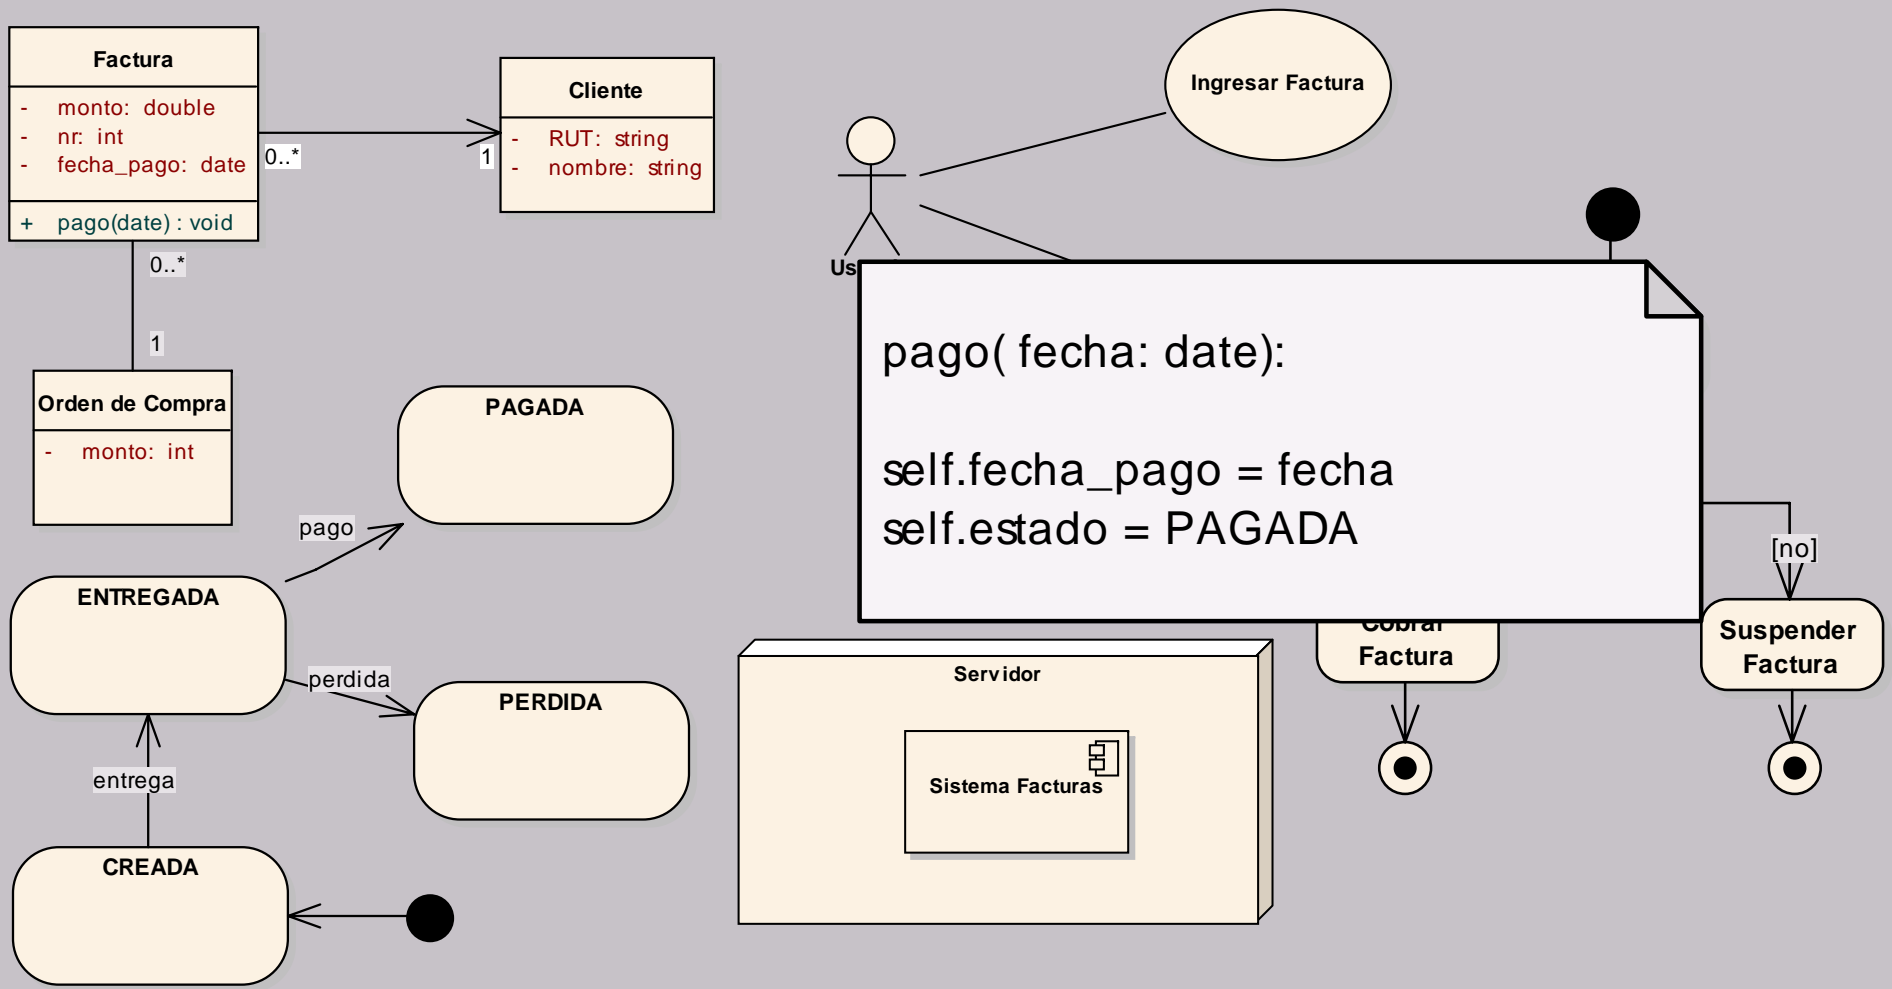 Factura
- monto: double
- nr: int
- fecha_pago: date
+ pago(date) : void
0..*
1
Cliente
- RUT: string
- nombre: string
0..*
1
Orden de Compra
- monto: int
Ingresar Factura
Us
pago( fecha: date):
self.fecha_pago = fecha
self.estado = PAGADA
[no]
Cobrar
Factura
Suspender
Factura
PAGADA
pago
ENTREGADA
perdida
PERDIDA
entrega
CREADA
Servidor
Sistema Facturas